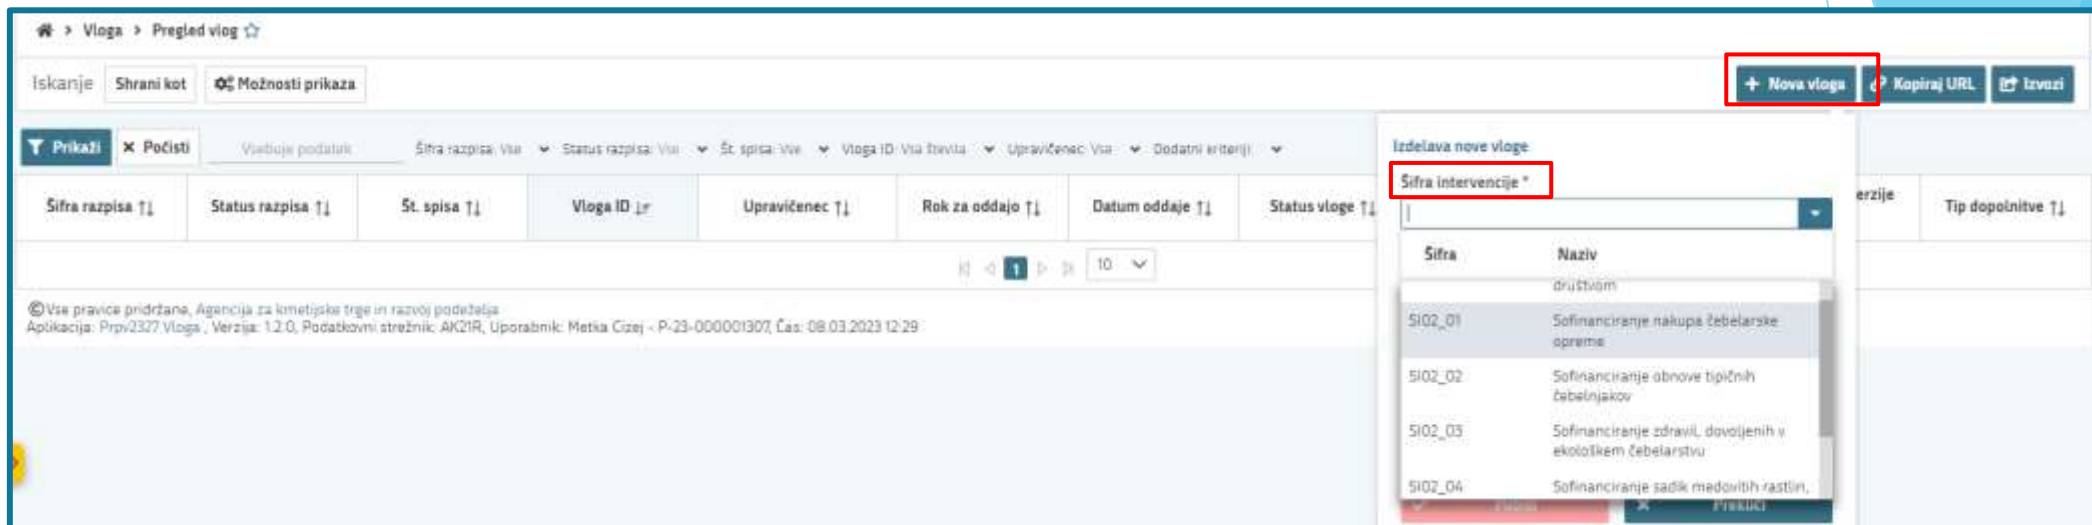 > Vloga > Pregled vlog
Iskanje Shrani kot Možnosti prikaza
+ Nova vloga Kopiraj URL Izvozi
Prikaži × Počisti Vsebuje podatek Šifra razpisa: Vse Status razpisa: Vsi Št. spisa: Vse Vloga ID: Vsa števila Upravičenec: Vsa Dodatni kriteriji
Šifra razpisa Status razpisa Št. spisa Vloga ID Upravičenec Rok za oddajo Datum oddaje Status vloge erzije Tip dopolnitve
1 10
©Vse pravice pridržane, Agencija za kmetijske trge in razvoj podeželja
Aplikacija: Prpv2327 Vloga , Verzija: 1.2.0, Podatkovni strežnik: AK21R, Uporabnik: Metka Cizej - P-23-000001307, Čas: 08.03.2023 12:29
Izdelava nove vloge
Šifra intervencije *
Šifra Naziv
društvom
SI02_01 Sofinanciranje nakupa čebelarske
opreme
SI02_02 Sofinanciranje obnove tipičnih
čebelnjakov
SI02_03 Sofinanciranje zdravil, dovoljenih v
ekološkem čebelarstvu
SI02_04 Sofinanciranje sadik medovitih rastlin,
× Prekliči